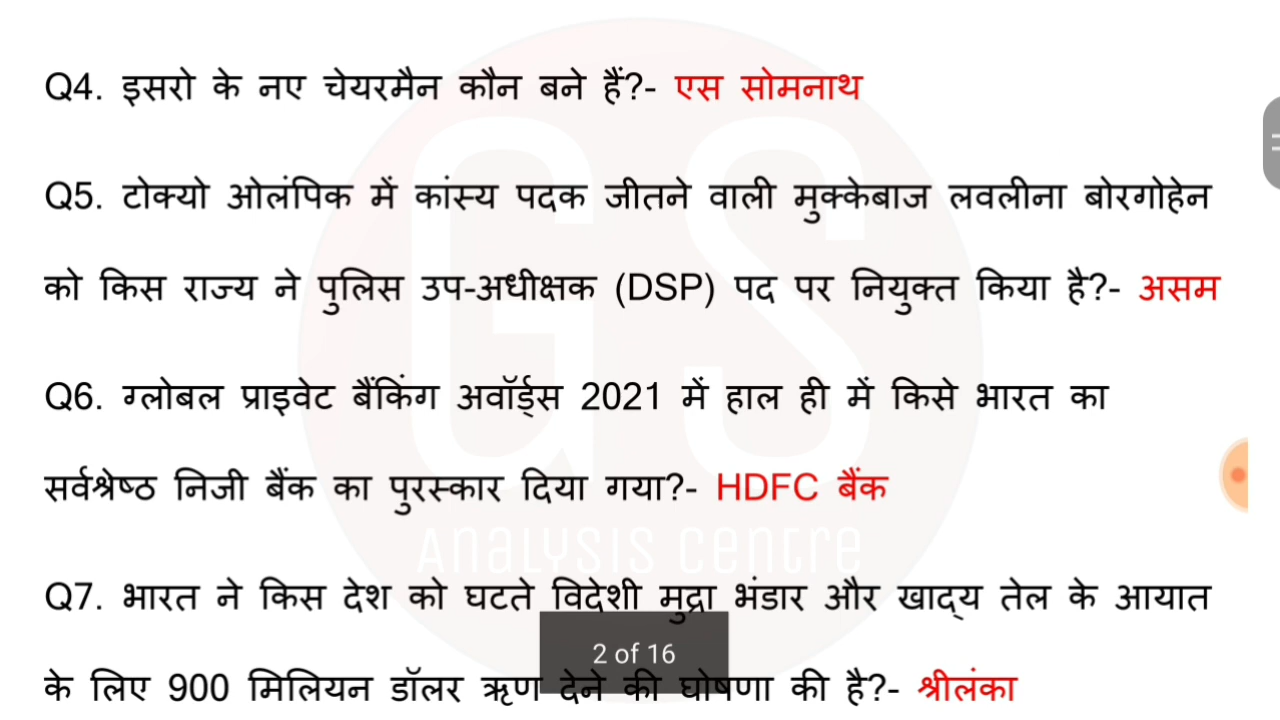 Q4. इसरो के नए चेयरमैन कौन बने हैं?- एस सोमनाथ
Q5. टोक्यो ओलंपिक में कांस्य पदक जीतने वाली मुक्केबाज लवलीना बोरगोहेन
को किस राज्य ने पुलिस उप-अधीक्षक (DSP) पद पर नियुक्त किया है?- असम
Q6. ग्लोबल प्राइवेट बैंकिंग अवॉर्ड्स 2021 में हाल ही में किसे भारत का
सर्वश्रेष्ठ निजी बैंक का पुरस्कार दिया गया?- HDFC बैंक
GS
Analysis Centre
Q7. भारत ने किस देश को घटते विदेशी मुद्रा भंडार और खाद्य तेल के आयात
2 of 16
के लिए 900 मिलियन डॉलर ऋण देने की घोषणा की है?- श्रीलंका